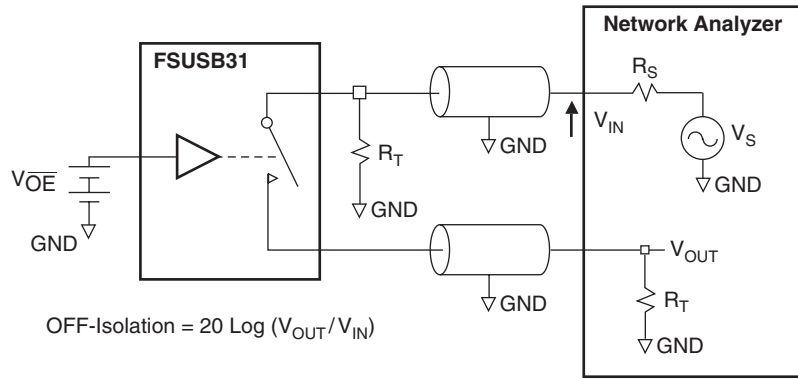 Network Analyzer
FSUSB31
R_S
V_IN
V_S
GND
GND
R_T
GND
V_OE̅
GND
V_OUT
GND
R_T
GND
OFF-Isolation = 20 Log (V_OUT/V_IN)